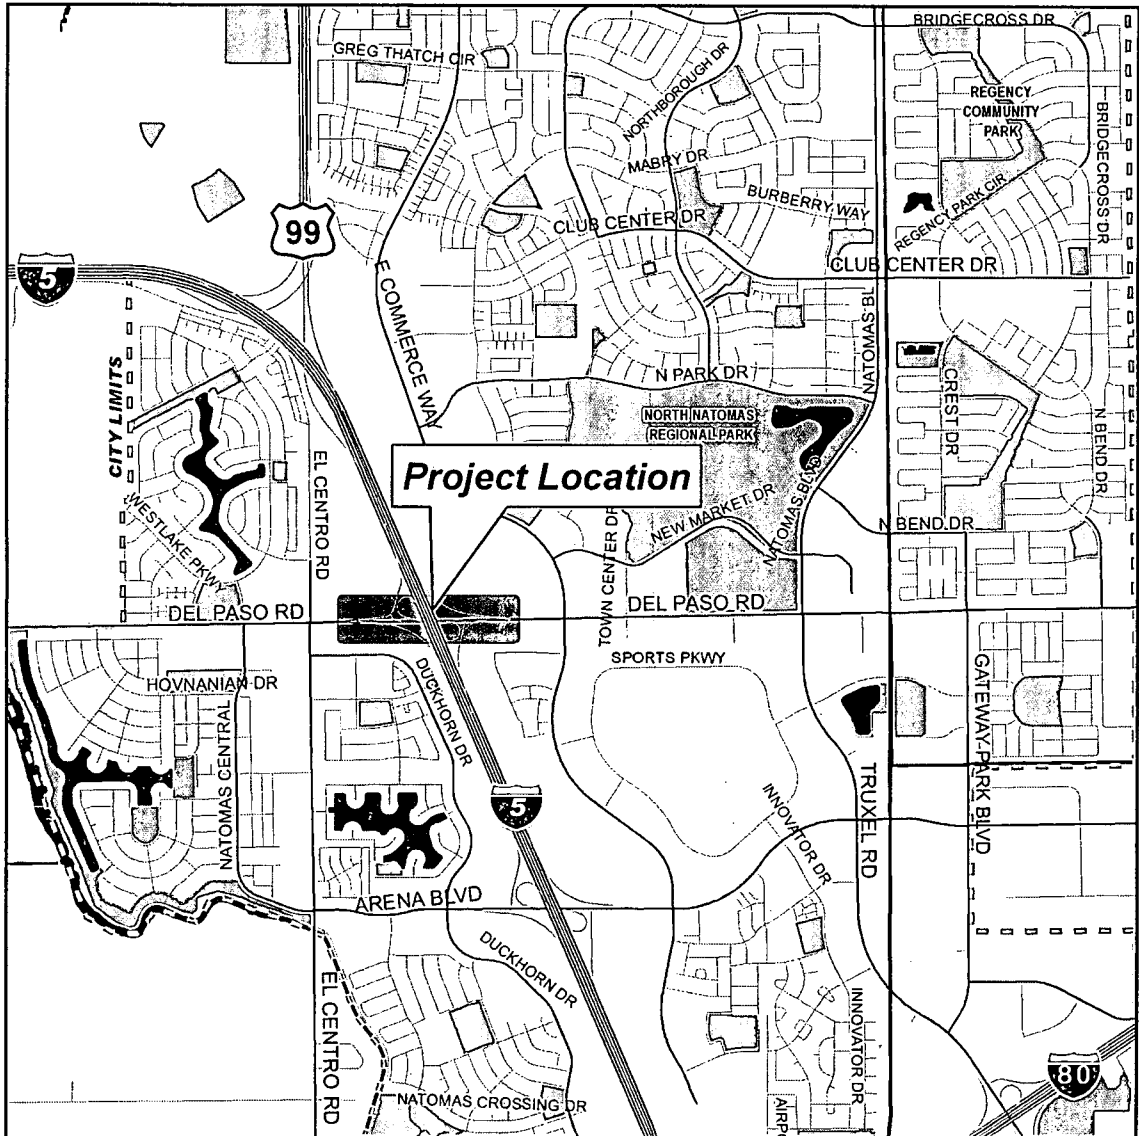 BRIDGECROSS DR
GREG THATCH CIR
NORTHBOROUGH DR
REGENCY
COMMUNITY
PARK
BRIDGECROSS DR
MABRY DR
BURBERRY WAY
REGENCY PARK CIR
CLUB CENTER DR
99
CLUB CENTER DR
5
E COMMERCE WAY
NATOMAS BL
CITY LIMITS
N PARK DR
CREST DR
NORTH NATOMAS
REGIONAL PARK
N BEND DR
EL CENTRO RD
Project Location
NATOMAS BLVD
NEW MARKET DR
N BEND DR
WESTLAKE PKWY
TOWN CENTER DR
DEL PASO RD
DEL PASO RD
SPORTS PKWY
HOVNANIAN DR
DUCKHORN DR
GATEWAY PARK BLVD
NATOMAS CENTRAL
5
TRUXEL RD
INNOVATOR DR
ARENA BLVD
DUCKHORN DR
EL CENTRO RD
INNOVATOR DR
80
NATOMAS CROSSING DR